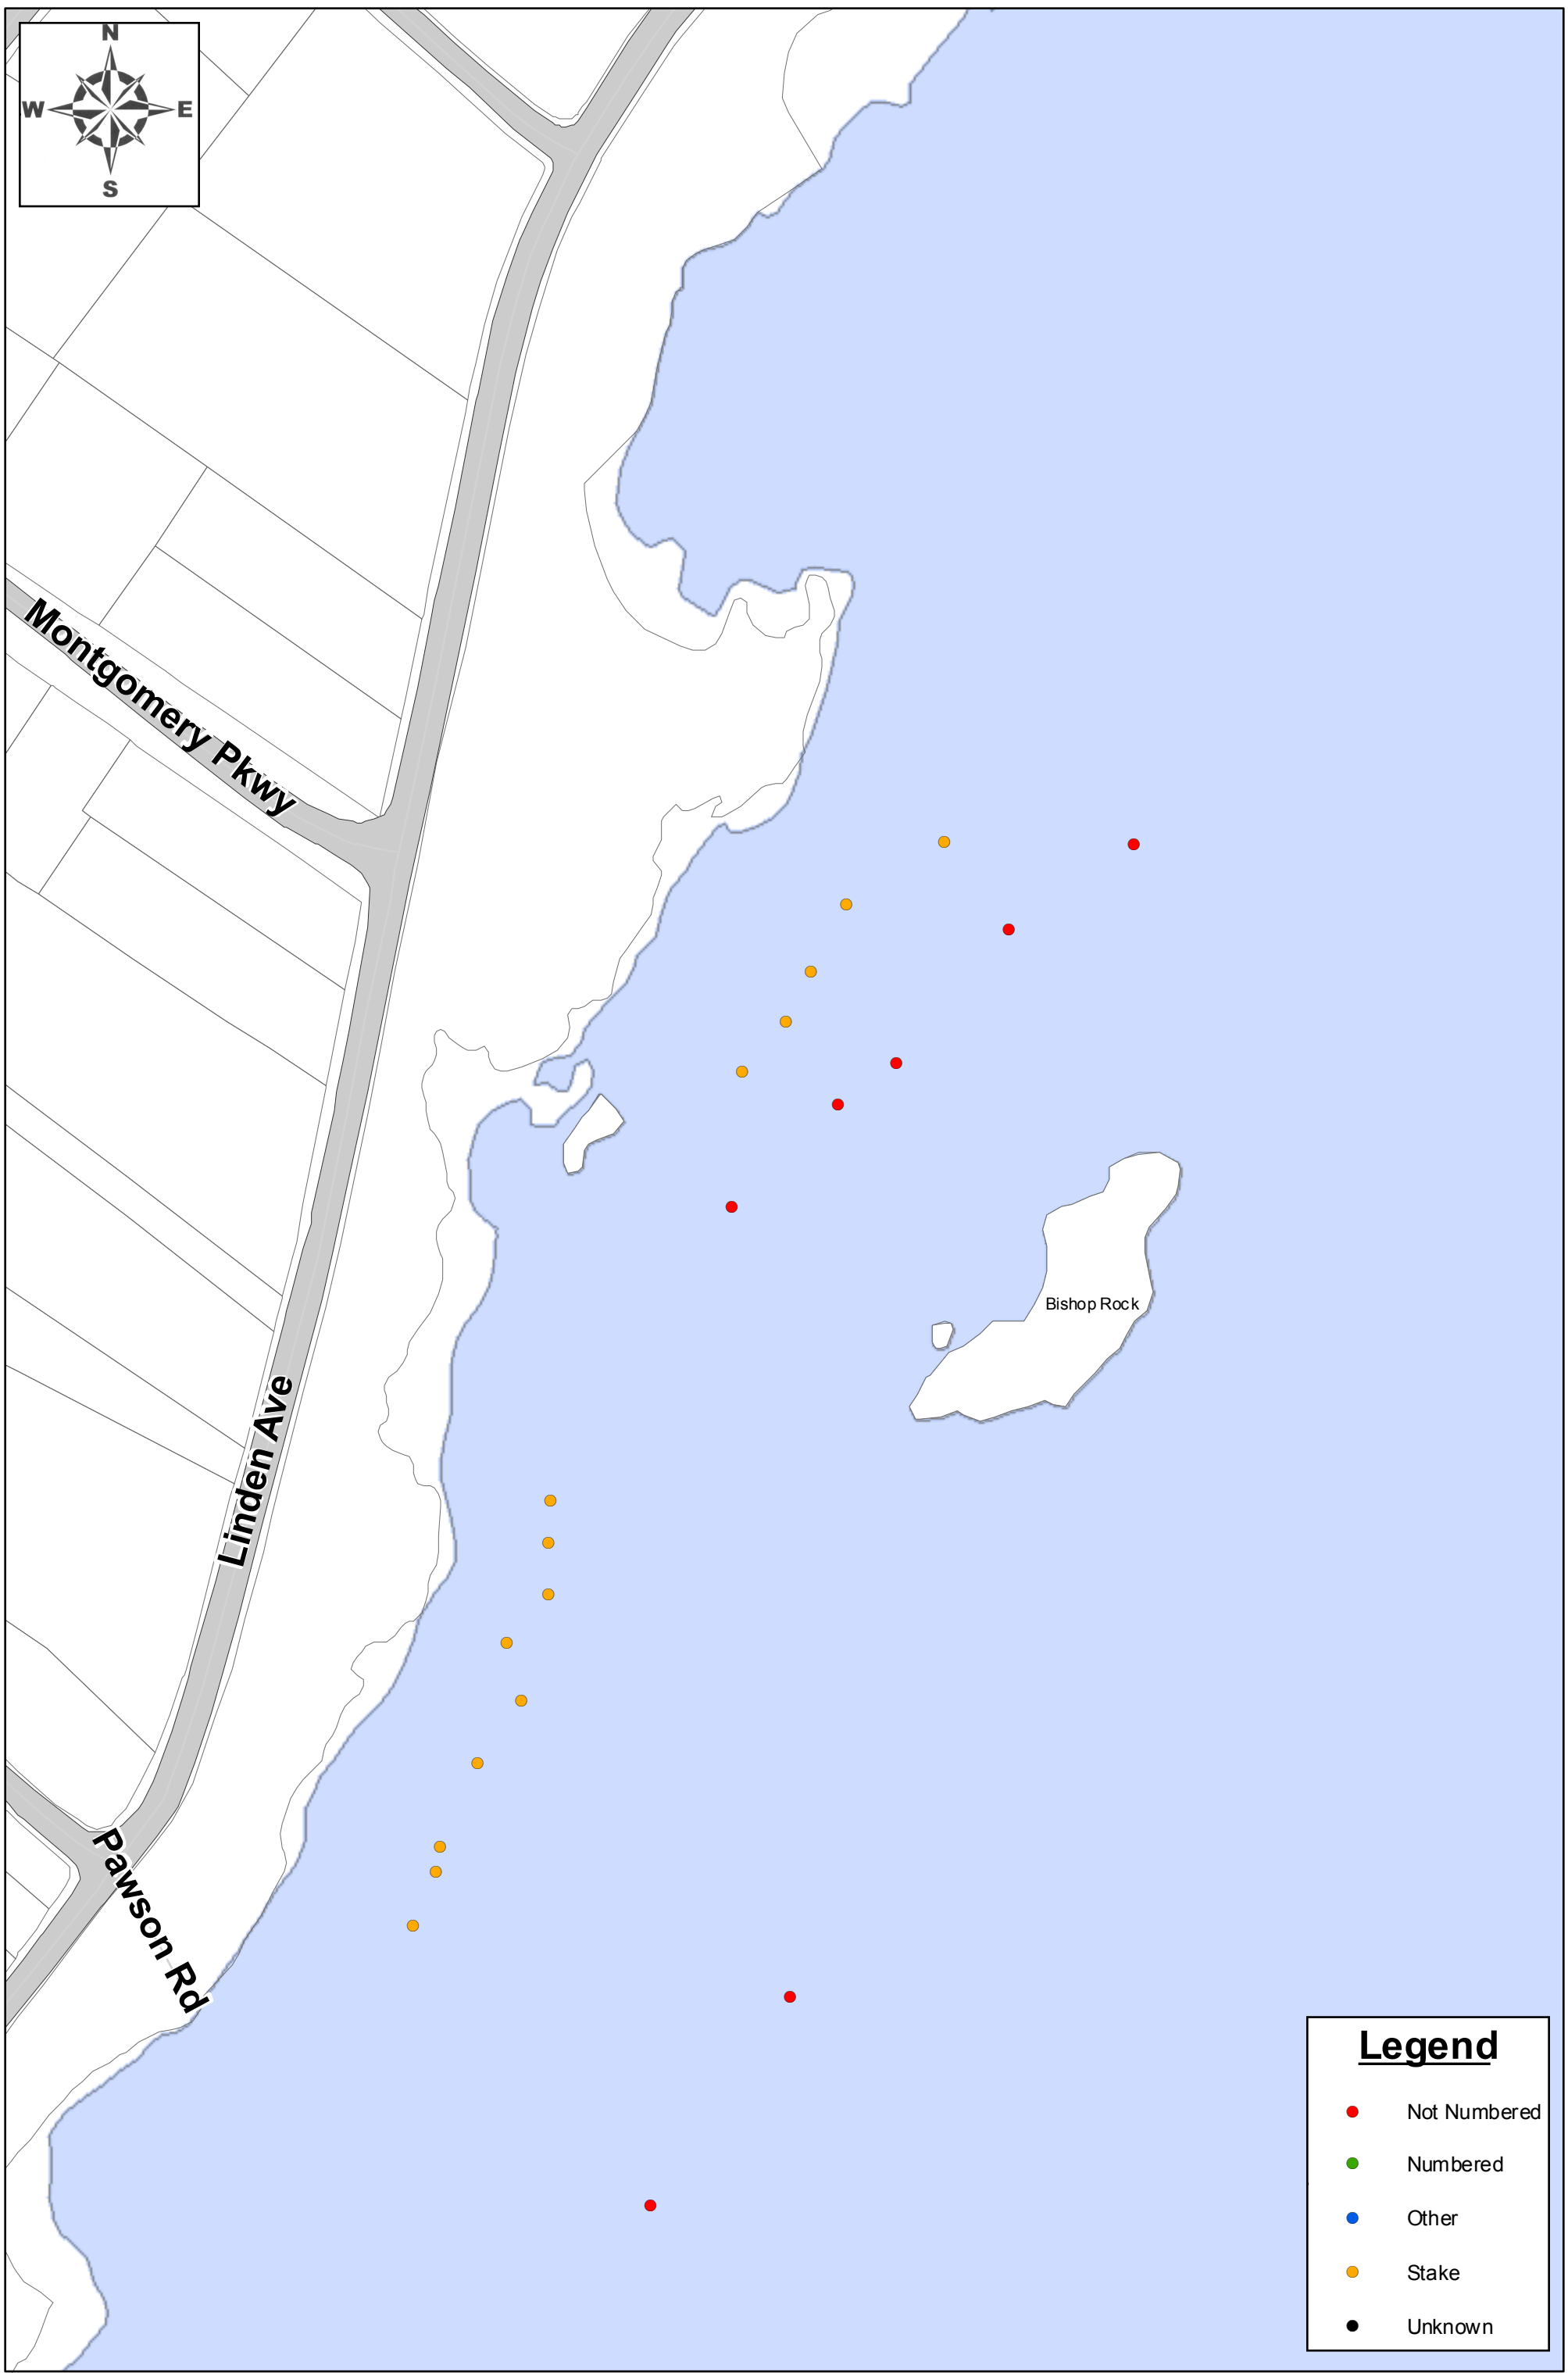 N
W E
S
Montgomery Pkwy
Bishop Rock
Linden Ave
Pawson Rd
Legend
Not Numbered
Numbered
Other
Stake
Unknown